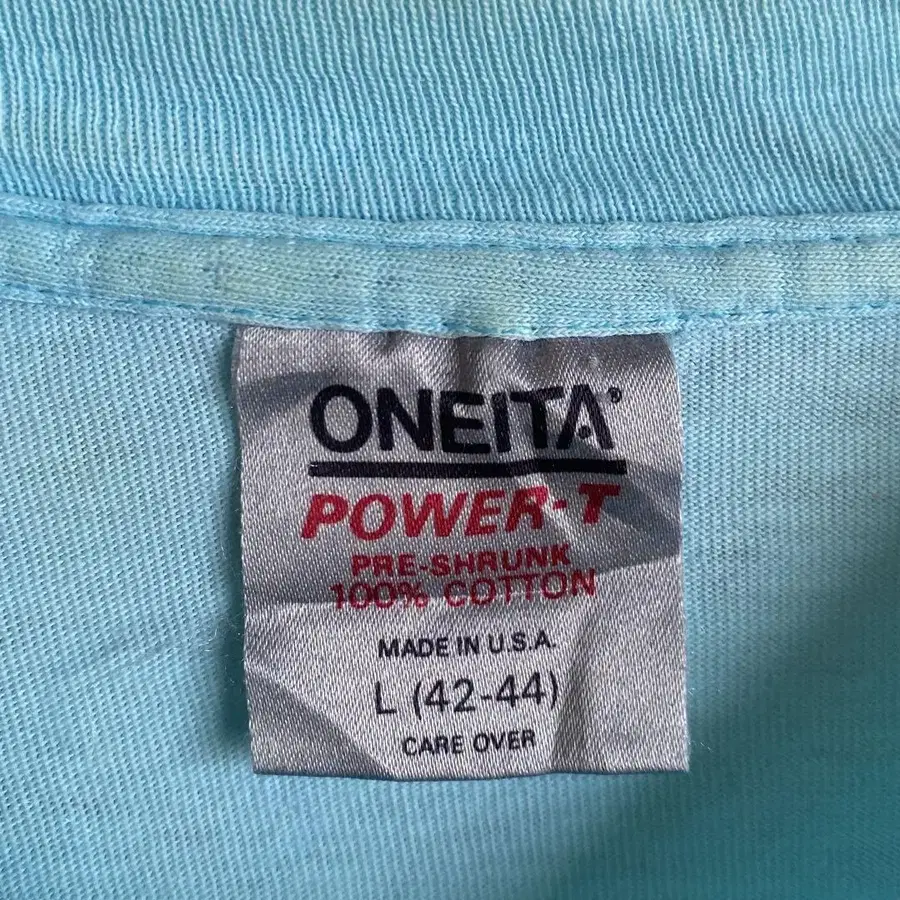 ONEITA®
POWER-T
PRE-SHRUNK
100% COTTON
MADE IN U.S.A.
L (42-44)
CARE OVER